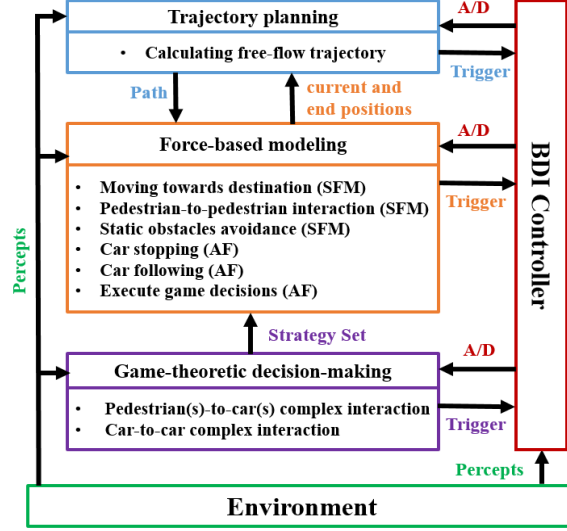 Trajectory planning
• Calculating free-flow trajectory
A/D
Trigger
Path
current and
end positions
Force-based modeling
• Moving towards destination (SFM)
• Pedestrian-to-pedestrian interaction (SFM)
• Static obstacles avoidance (SFM)
• Car stopping (AF)
• Car following (AF)
• Execute game decisions (AF)
A/D
Trigger
BDI Controller
Percepts
Strategy Set
Game-theoretic decision-making
• Pedestrian(s)-to-car(s) complex interaction
• Car-to-car complex interaction
A/D
Trigger
Percepts
Environment